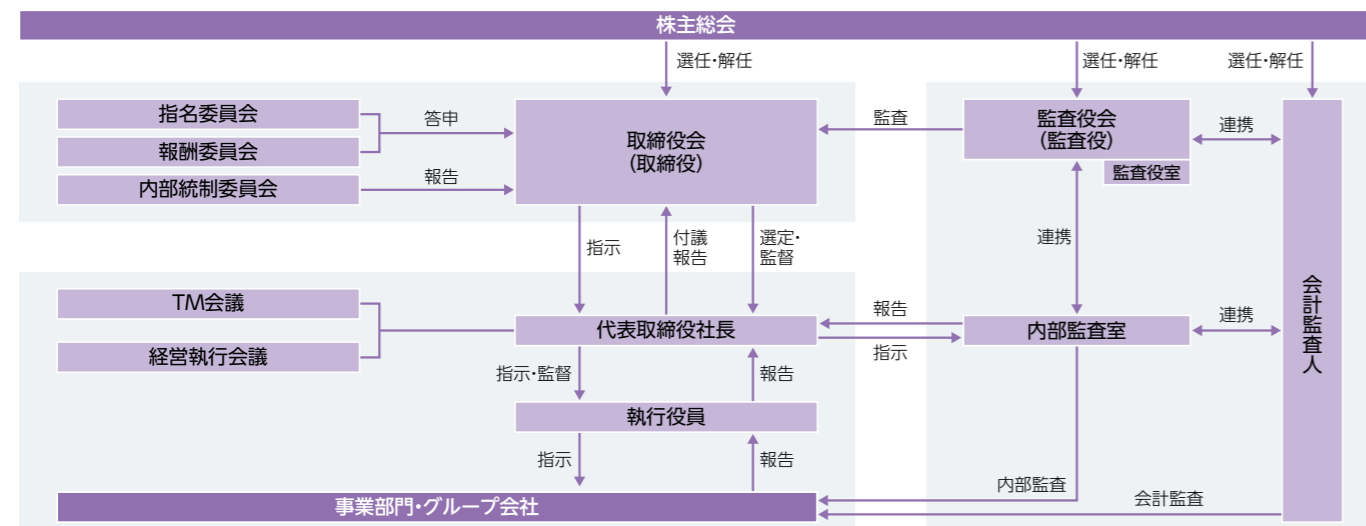 株主総会
選任・解任
選任・解任
選任・解任
指名委員会
報酬委員会
内部統制委員会
答申
報告
取締役会
(取締役)
監査
監査役会
(監査役)
監査役室
連携
指示
付議
報告
選定・
監督
連携
TM会議
経営執行会議
代表取締役社長
報告
指示
内部監査室
連携
会計監査人
指示・監督
報告
執行役員
指示
報告
内部監査
会計監査
事業部門・グループ会社